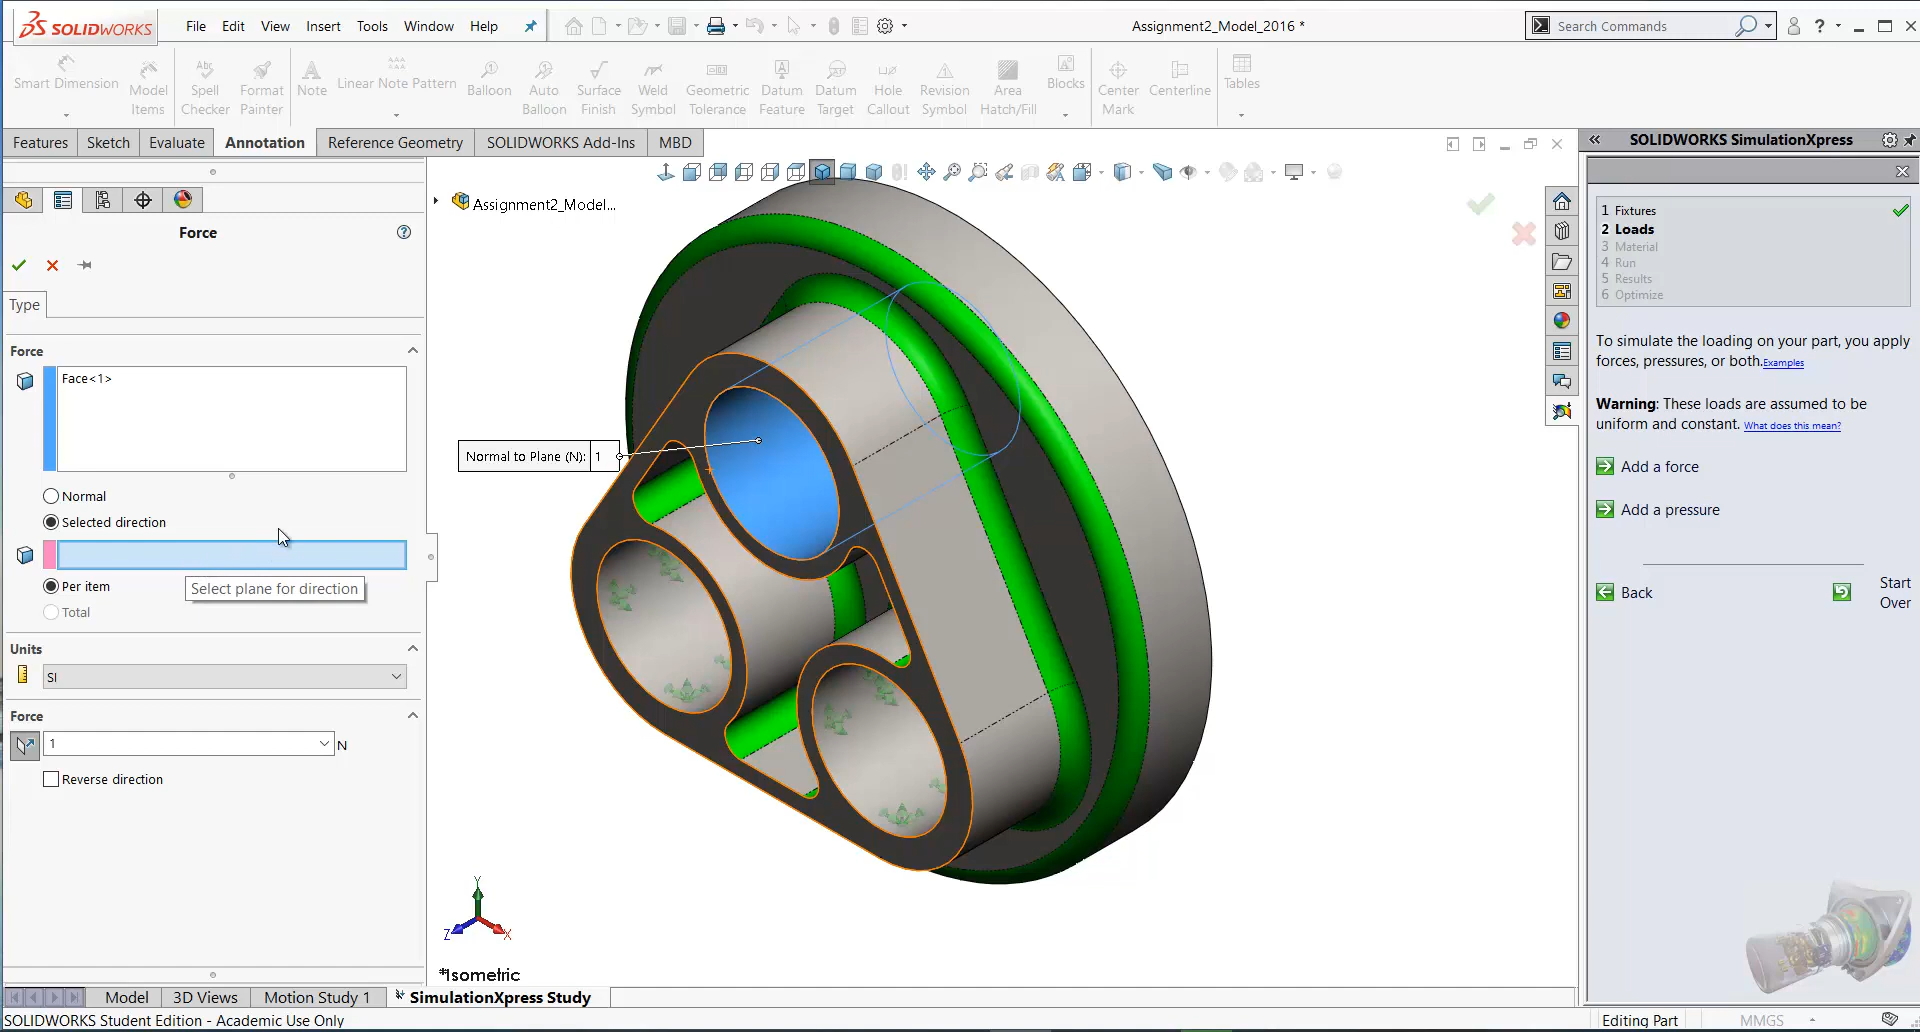 SOLIDWORKS
File Edit View Insert Tools Window Help
Assignment2_Model_2016 *
Search Commands
?
Smart Dimension
Model Items
Spell Checker
Format Painter
Note
Linear Note Pattern
Balloon
Auto Balloon
Surface Finish
Weld Symbol
Geometric Tolerance
Datum Feature
Datum Target
Hole Callout
Revision Symbol
Area Hatch/Fill
Blocks
Center Mark
Centerline
Tables
Features Sketch Evaluate Annotation Reference Geometry SOLIDWORKS Add-Ins MBD
SOLIDWORKS SimulationXpress
Force
Type
Force
Face<1>
Normal
Selected direction
Select plane for direction
Per item
Total
Units
SI
Force
1 N
Reverse direction
Assignment2_Model...
Normal to Plane (N): 1
Y
Z
X
*Isometric
1 Fixtures
2 Loads
3 Material
4 Run
5 Results
6 Optimize
To simulate the loading on your part, you apply
forces, pressures, or both.Examples
Warning: These loads are assumed to be
uniform and constant. What does this mean?
Add a force
Add a pressure
Back
Start
Over
Model 3D Views Motion Study 1 SimulationXpress Study
SOLIDWORKS Student Edition - Academic Use Only
Editing Part MMGS